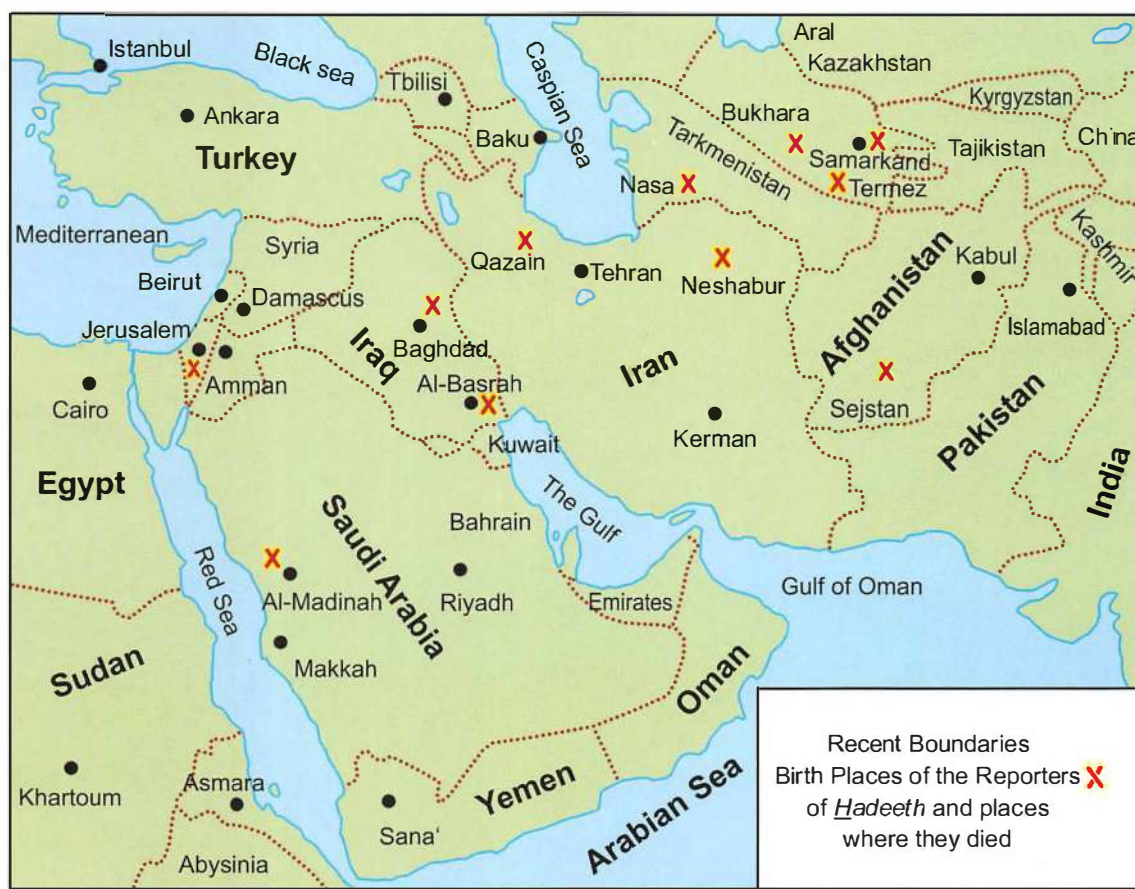 Istanbul
Black sea
Caspian Sea
Aral
Kazakhstan
Tbilisi
Kyrgyzstan
Ankara
Bukhara
China
Baku
Tarkmenistan
Samarkand
Tajikistan
Turkey
Nasa
Termez
Mediterranean
Syria
Qazain
Tehran
Neshabur
Afghanistan
Kabul
Kashmir
Beirut
Damascus
Islamabad
Jerusalem
Iraq
Baghdad
Iran
Amman
Al-Basrah
Cairo
Sejstan
Kerman
Pakistan
Kuwait
Egypt
India
The Gulf
Bahrain
Saudi Arabia
Red Sea
Al-Madinah
Riyadh
Emirates
Gulf of Oman
Makkah
Sudan
Oman
Asmara
Khartoum
Yemen
Arabian Sea
Sana‘
Abysinia
Recent Boundaries
Birth Places of the Reporters X
of Hadeeth and places
where they died